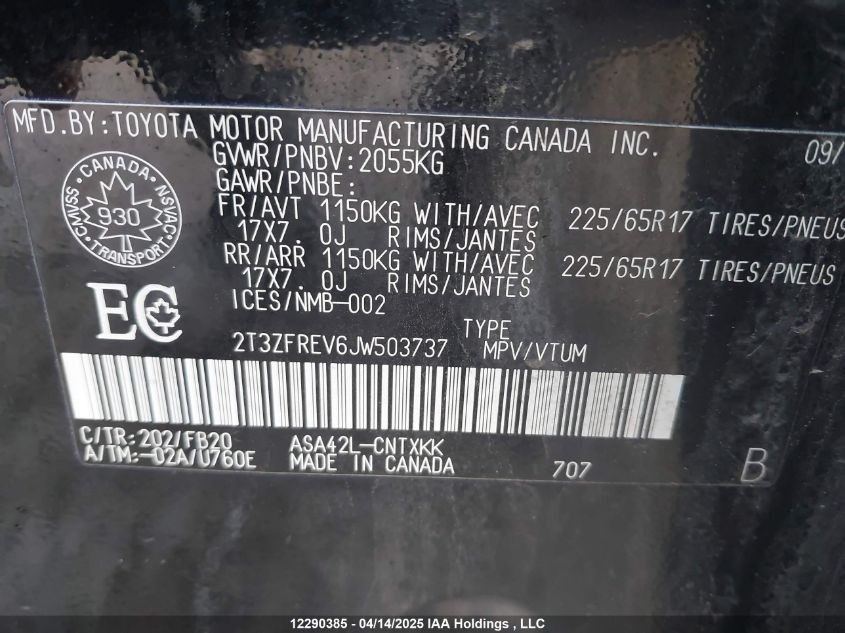 MFD.BY:TOYOTA MOTOR MANUFACTURING CANADA INC. 09/
GVWR/PNBV:2055KG
GAWR/PNBE:
FR/AVT 1150KG WITH/AVEC 225/65R17 TIRES/PNEUS
17X7. 0J RIMS/JANTES
RR/ARR 1150KG WITH/AVEC 225/65R17 TIRES/PNEUS
17X7. 0J RIMS/JANTES
ICES/NMB-002
CANADA
CMVSS
NSVAC
930
TRANSPORT
EC
TYPE
2T3ZFREV6JW503737 MPV/VTUM
C/TR:202/FB20 ASA42L-CNTXKK
A/TM:-02A/U760E MADE IN CANADA 707 B
12290385 - 04/14/2025 IAA Holdings , LLC